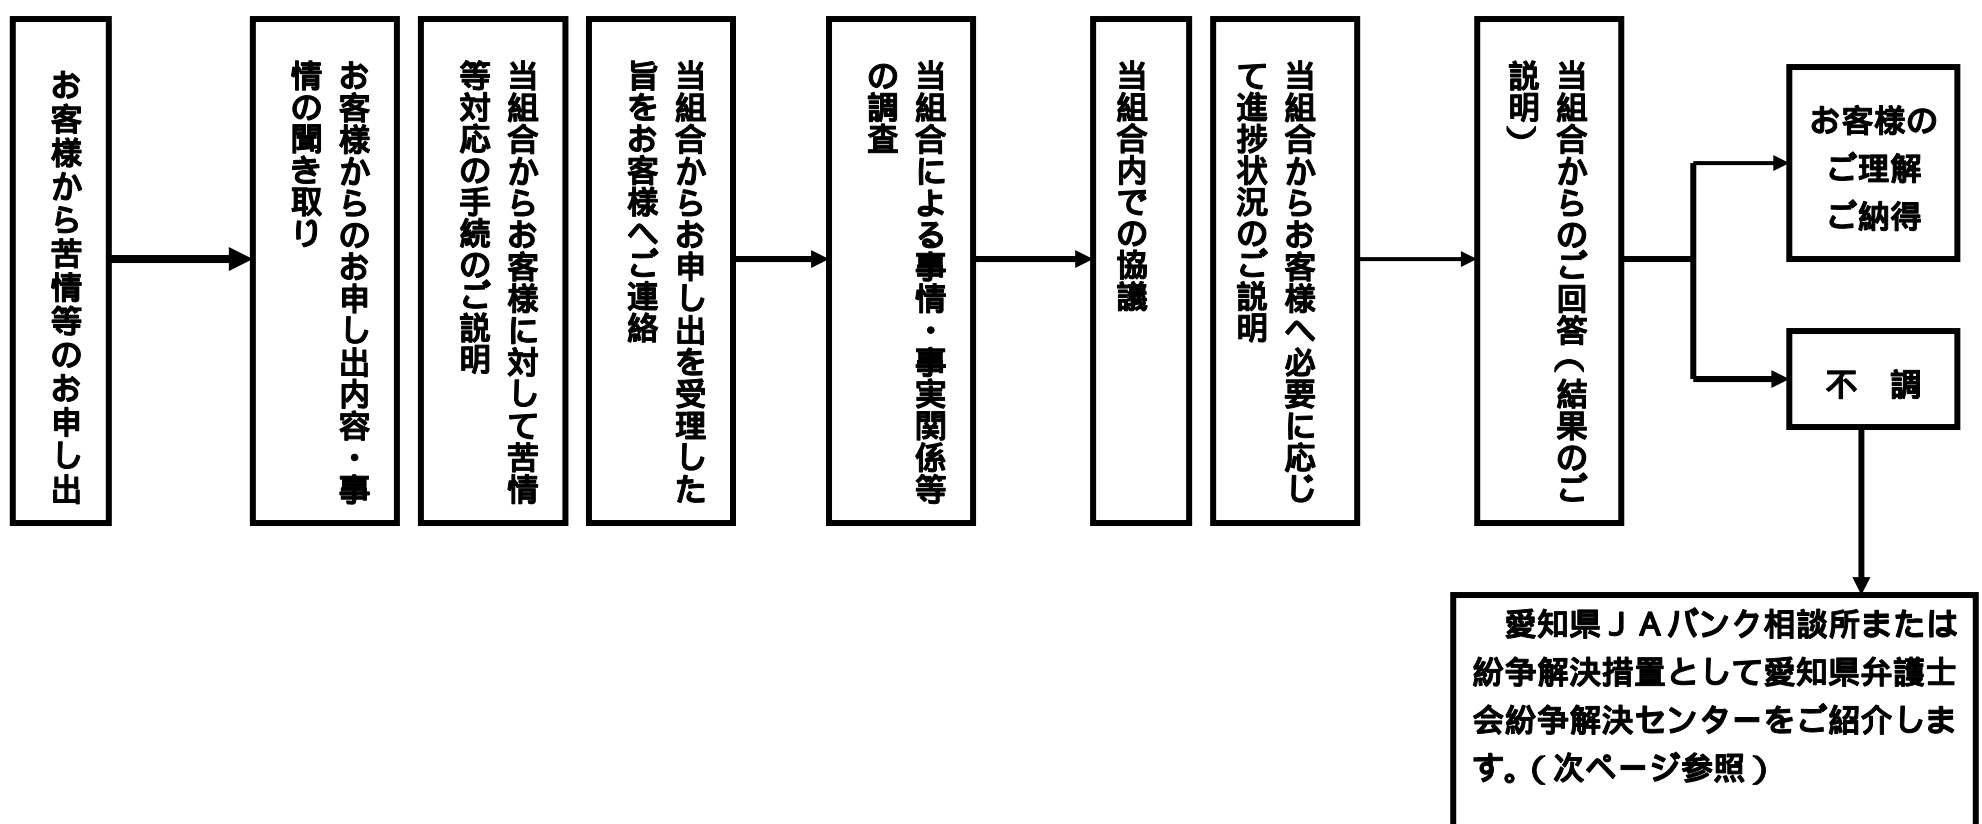 お客様から苦情等のお申し出
お客様からのお申し出内容・事
情の聞き取り
当組合からお客様に対して苦情
等対応の手続のご説明
当組合からお申し出を受理した
旨をお客様へご連絡
当組合による事情・事実関係等
の調査
当組合内での協議
当組合からお客様へ必要に応じ
て進捗状況のご説明
当組合からのご回答（結果のご
説明）
お客様の
ご理解
ご納得
不　調
愛知県ＪＡバンク相談所または
紛争解決措置として愛知県弁護士
会紛争解決センターをご紹介しま
す。（次ページ参照）